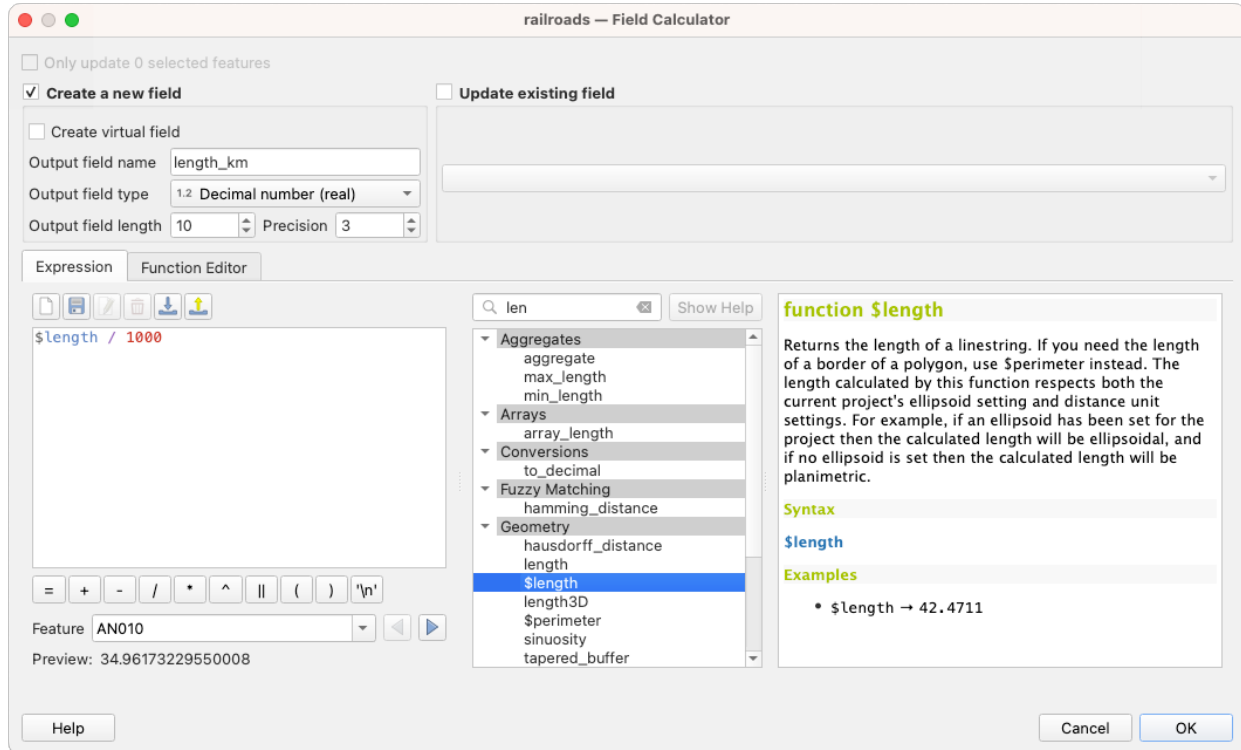 railroads — Field Calculator
Only update 0 selected features
Create a new field
Update existing field
Create virtual field
Output field name length_km
Output field type 1.2 Decimal number (real)
Output field length 10 Precision 3
Expression Function Editor
len Show Help
$length / 1000
Aggregates
aggregate
max_length
min_length
Arrays
array_length
Conversions
to_decimal
Fuzzy Matching
hamming_distance
Geometry
hausdorff_distance
length
$length
length3D
$perimeter
sinuosity
tapered_buffer
function $length
Returns the length of a linestring. If you need the length
of a border of a polygon, use $perimeter instead. The
length calculated by this function respects both the
current project's ellipsoid setting and distance unit
settings. For example, if an ellipsoid has been set for the
project then the calculated length will be ellipsoidal, and
if no ellipsoid is set then the calculated length will be
planimetric.
Syntax
$length
Examples
• $length → 42.4711
= + - / * ^ || ( ) '\n'
Feature AN010
Preview: 34.96173229550008
Help Cancel OK